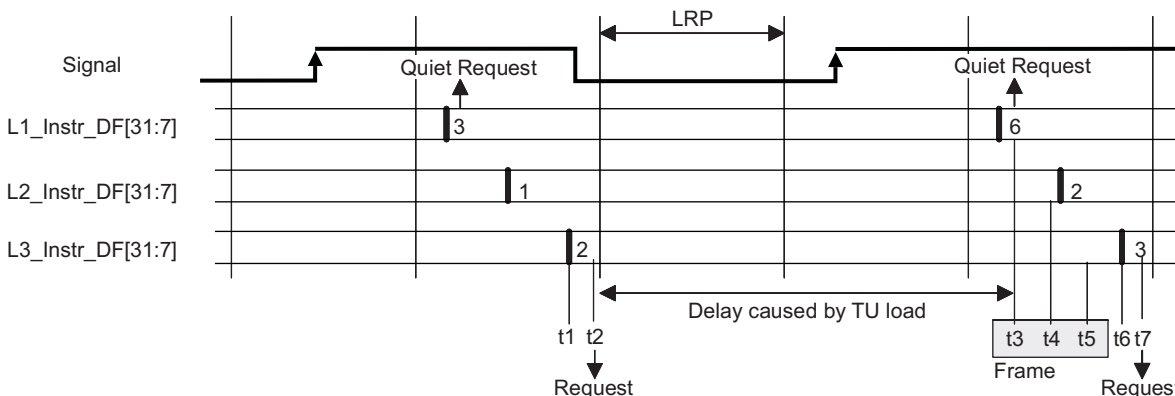 LRP
Signal
Quiet Request
Quiet Request
L1_Instr_DF[31:7]
3
6
L2_Instr_DF[31:7]
1
2
L3_Instr_DF[31:7]
2
3
Delay caused by TU load
t1 t2 t3 t4 t5 t6 t7
Frame
Request
Request